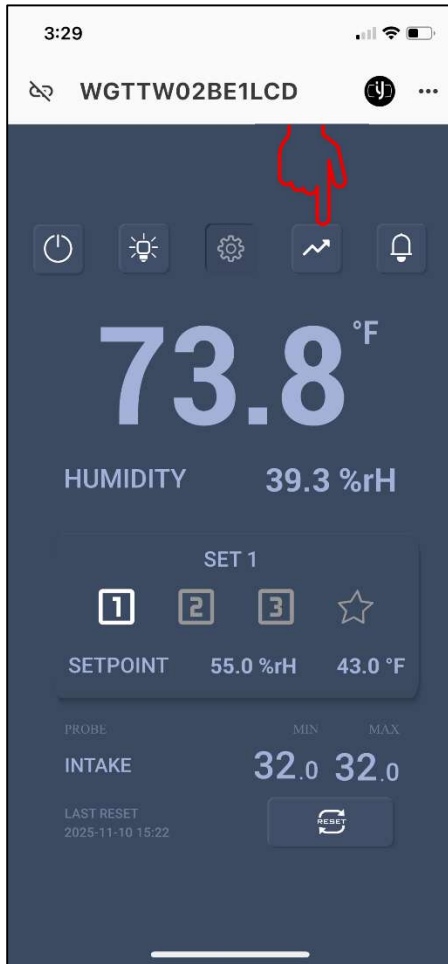 3:29
WGTTW02BE1LCD
73.8 °F
HUMIDITY 39.3 %rH
SET 1
1 2 3
SETPOINT 55.0 %rH 43.0 °F
PROBE MIN MAX
INTAKE 32.0 32.0
LAST RESET
2025-11-10 15:22
RESET